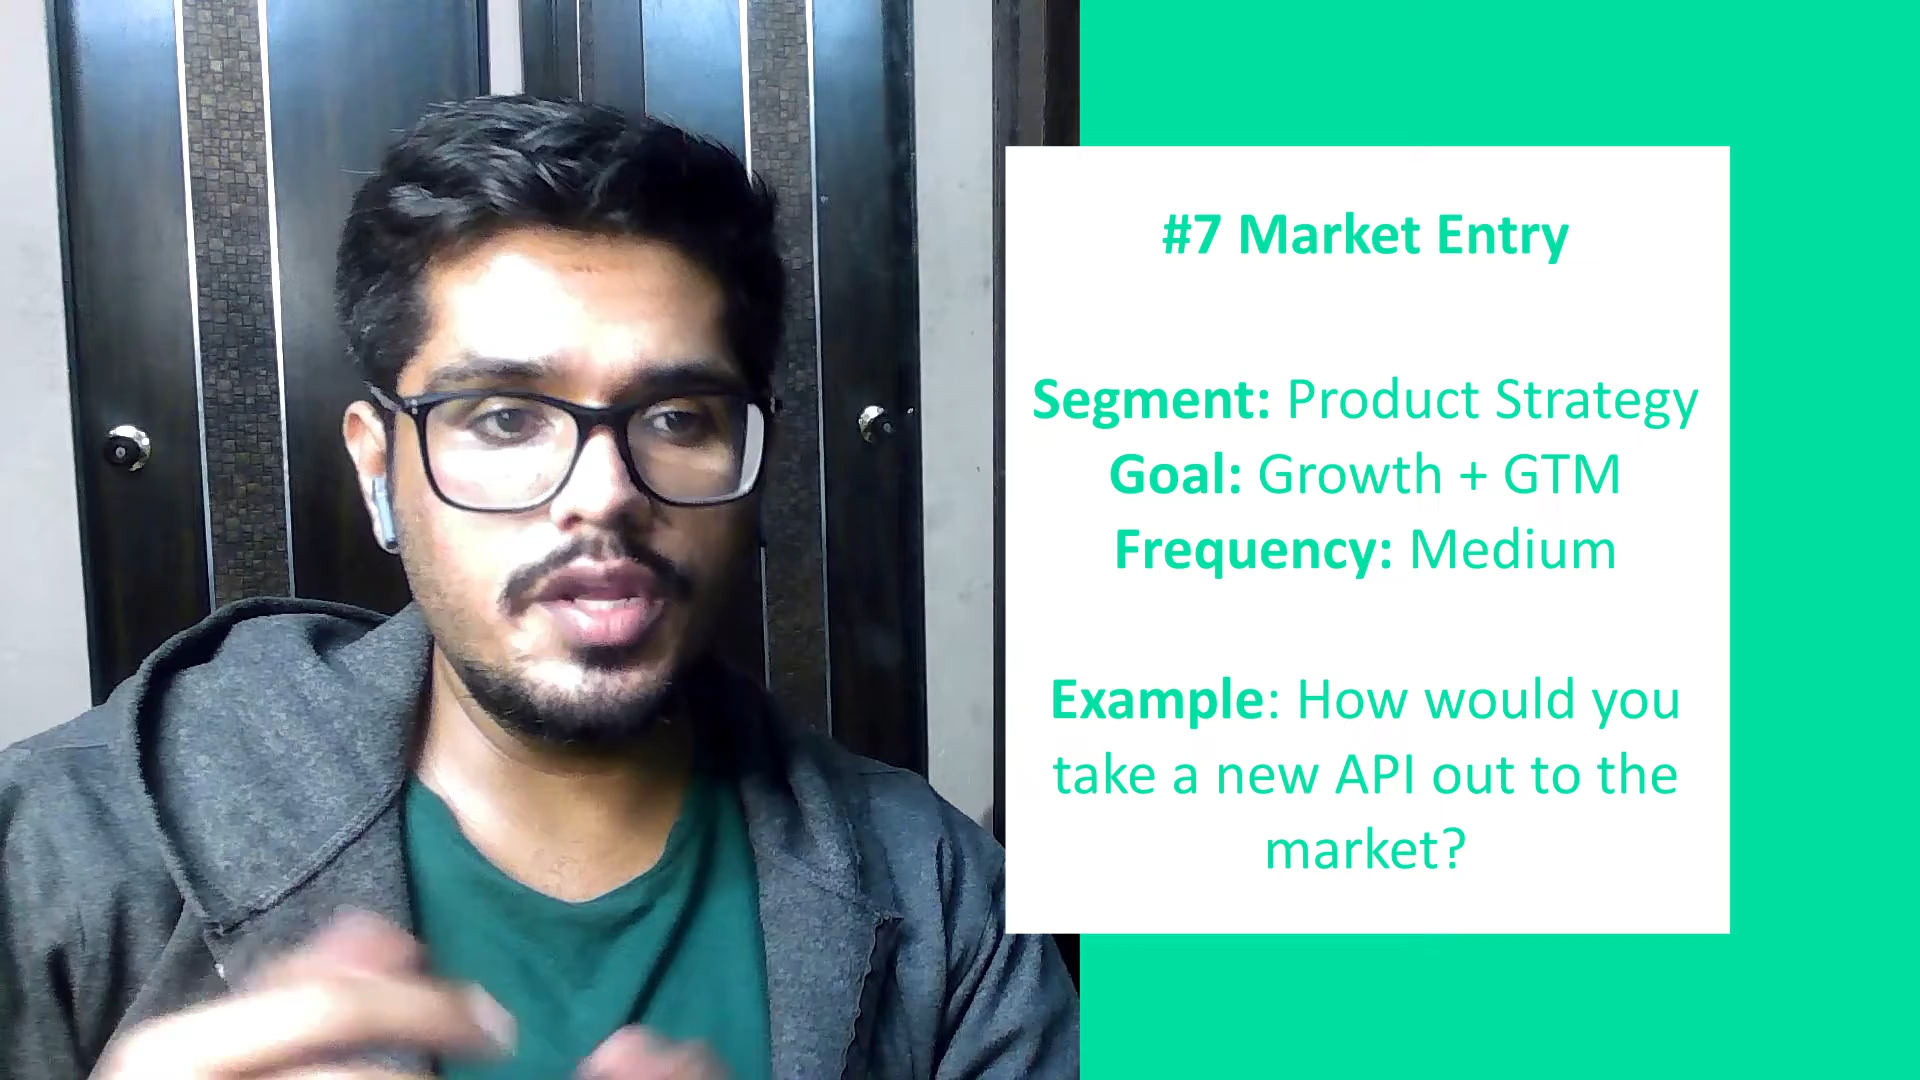 #7 Market Entry
Segment: Product Strategy
Goal: Growth + GTM
Frequency: Medium
Example: How would you
take a new API out to the
market?